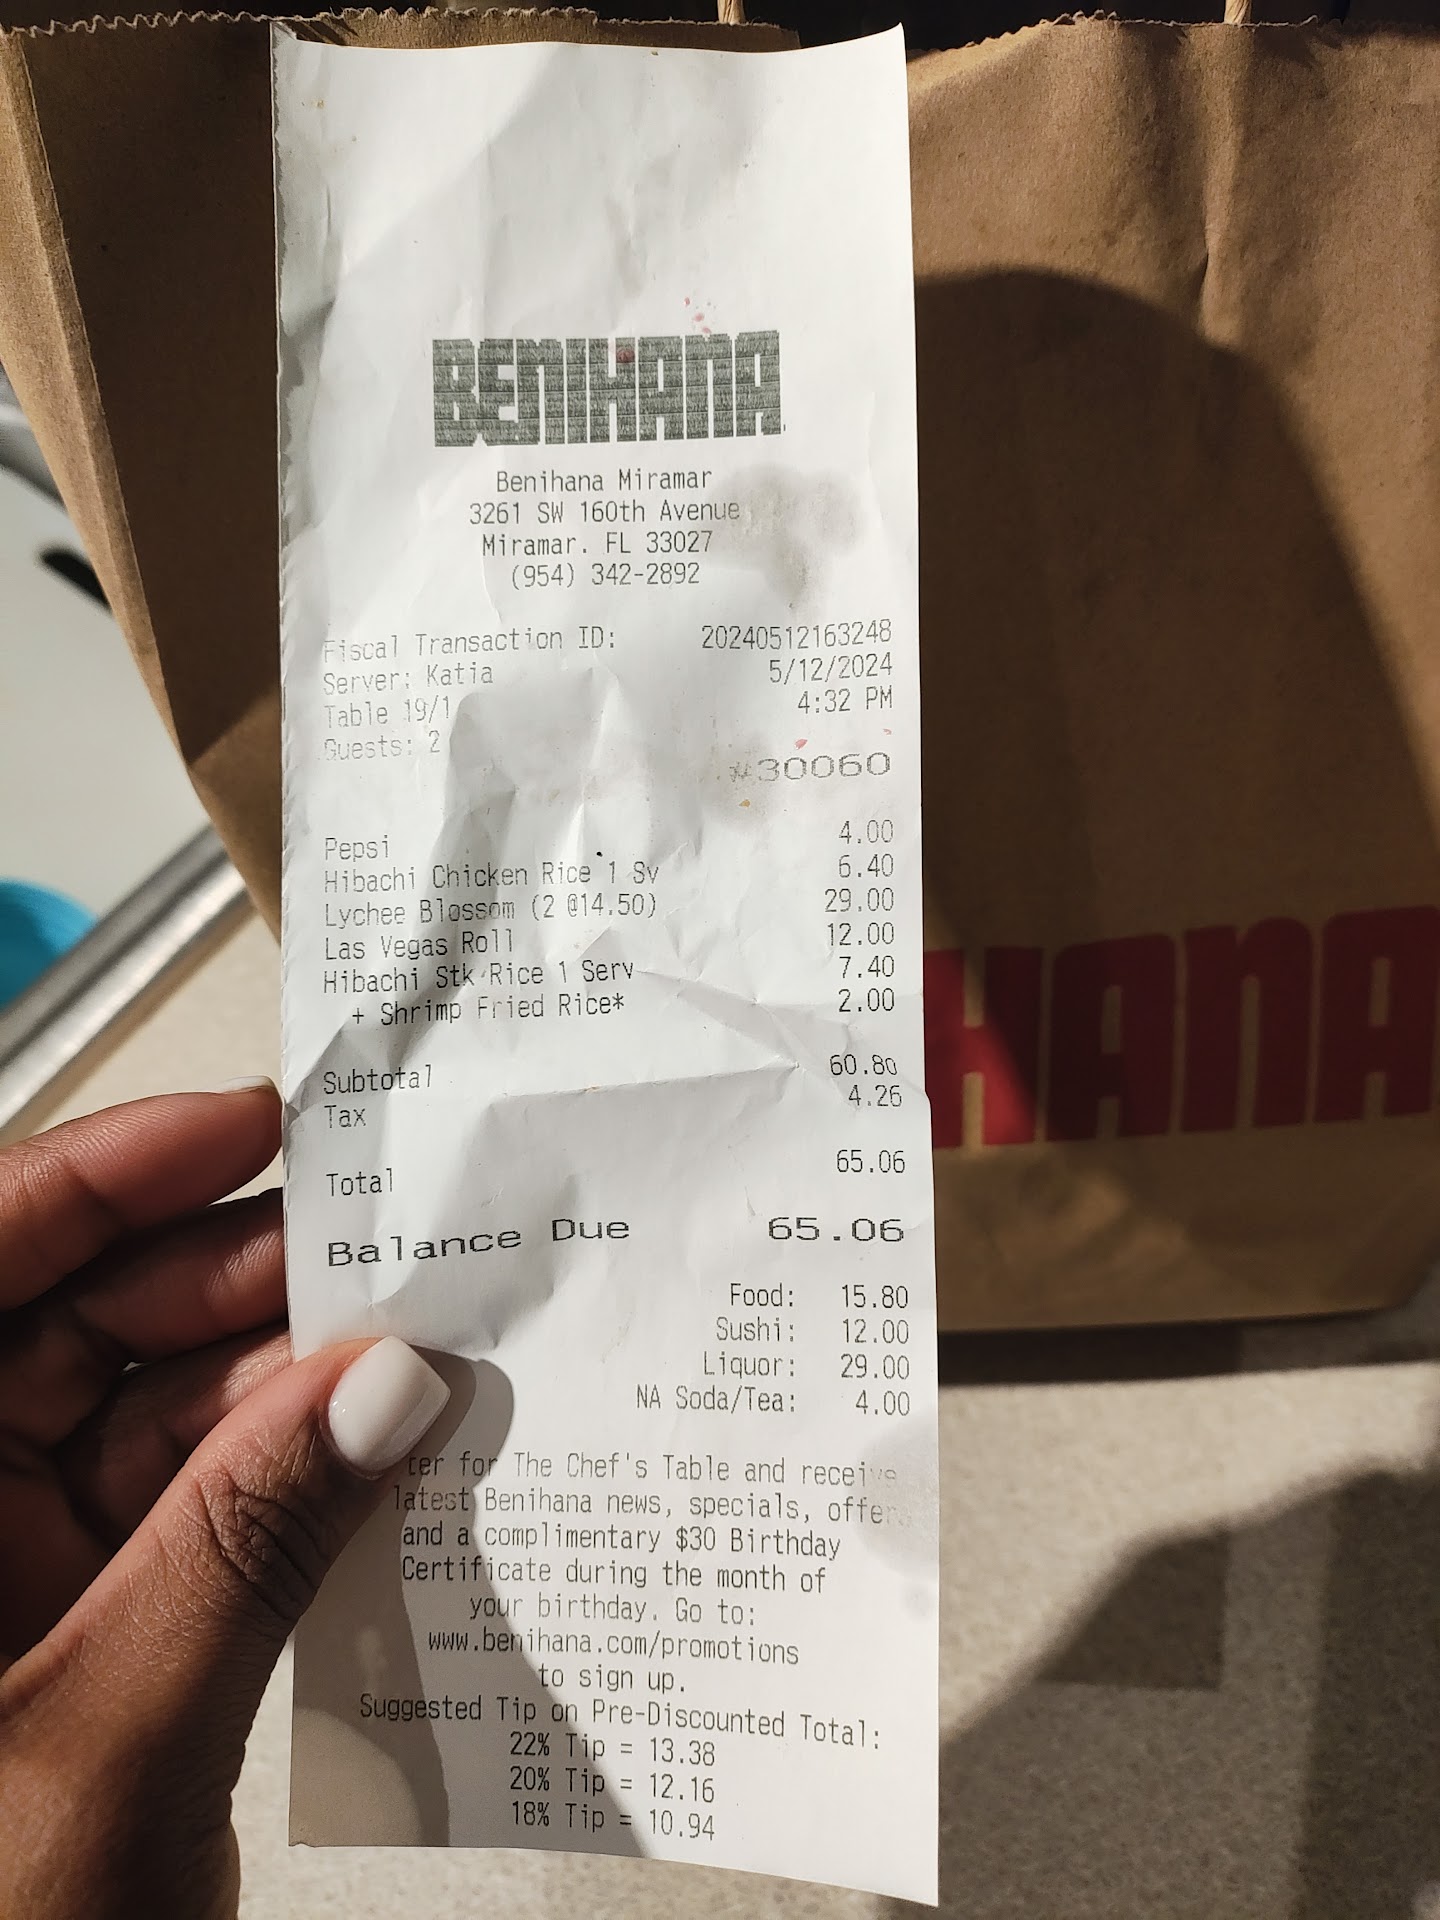 BENIHANA
Benihana Miramar
3261 SW 160th Avenue
Miramar. FL 33027
(954) 342-2892
Fiscal Transaction ID: 20240512163248
Server: Katia 5/12/2024
Table 19/1 4:32 PM
Guests: 2
#30060
Pepsi 4.00
Hibachi Chicken Rice 1 Sv 6.40
Lychee Blossom (2 @14.50) 29.00
Las Vegas Roll 12.00
Hibachi Stk Rice 1 Serv 7.40
+ Shrimp Fried Rice* 2.00
Subtotal 60.80
Tax 4.26
Total 65.06
Balance Due 65.06
Food: 15.80
Sushi: 12.00
Liquor: 29.00
NA Soda/Tea: 4.00
for The Chef's Table and receive
latest Benihana news, specials,
and a complimentary $30 Birthday
Certificate during the month of
your birthday. Go to:
www.benihana.com/promotions
to sign up.
Suggested Tip on Pre-Discounted Total:
22% Tip = 13.38
20% Tip = 12.16
18% Tip = 10.94
HANA